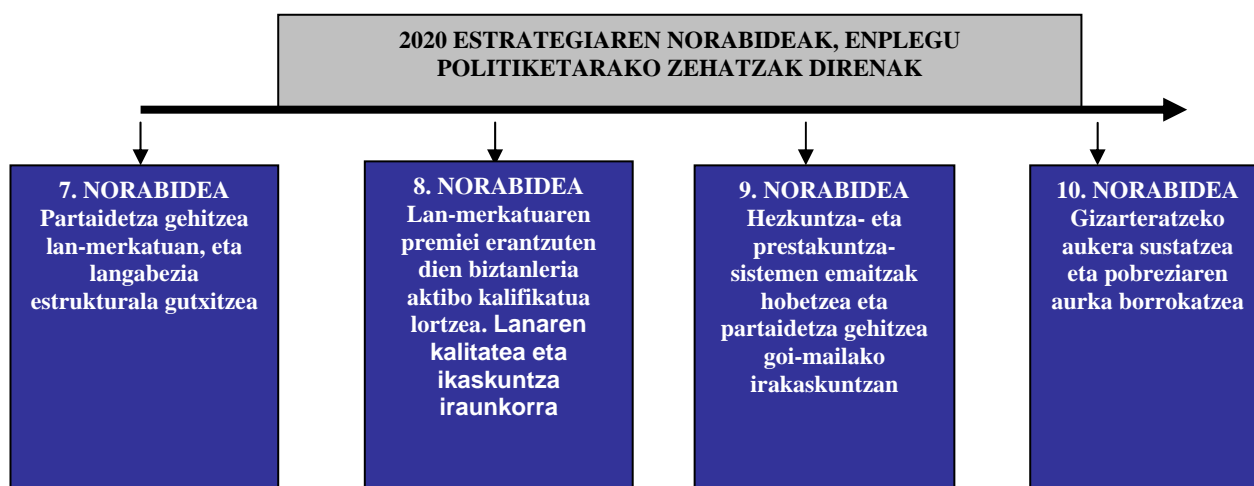 2020 ESTRATEGIAREN NORABIDEAK, ENPLEGU
POLITIKETARAKO ZEHATZAK DIRENAK
7. NORABIDEA
Partaidetza gehitzea
lan-merkatuan, eta
langabezia
estrukturala gutxitzea
8. NORABIDEA
Lan-merkatuaren
premiei erantzuten
dien biztanleria
aktibo kalifikatua
lortzea. Lanaren
kalitatea eta
ikaskuntza
iraunkorra
9. NORABIDEA
Hezkuntza- eta
prestakuntza-
sistemen emaitzak
hobetzea eta
partaidetza gehitzea
goi-mailako
irakaskuntzan
10. NORABIDEA
Gizarteratzeko
aukera sustatzea
eta pobreziaren
aurka borrokatzea